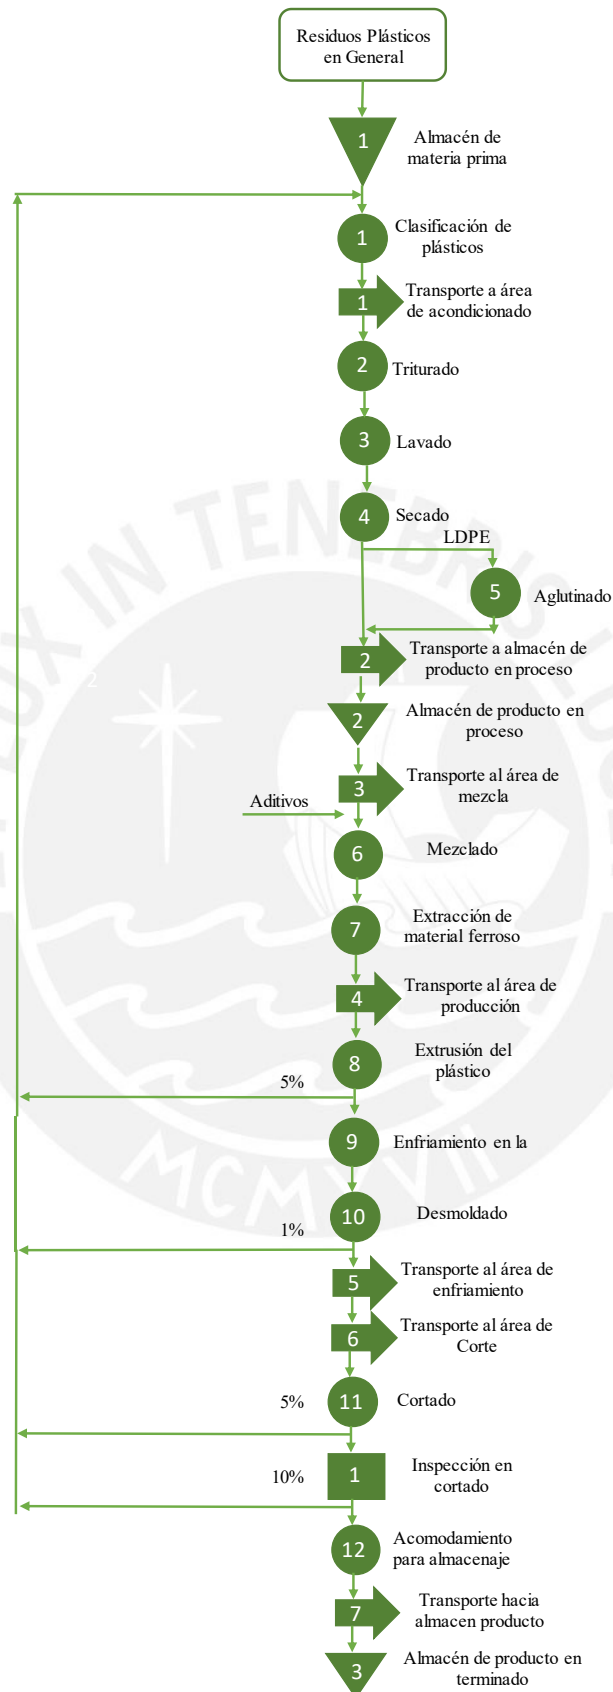 Residuos Plásticos
en General
1
Almacén de
materia prima
1
Clasificación de
plásticos
1
Transporte a área
de acondicionado
2
Triturado
3
Lavado
4
Secado
LDPE
5
Aglutinado
2
Transporte a almacén de
producto en proceso
2
2
Almacén de producto en
proceso
3
Transporte al área de
mezcla
Aditivos
6
Mezclado
7
Extracción de
material ferroso
4
Transporte al área de
producción
8
Extrusión del
plástico
5%
9
Enfriamiento en la
10
Desmoldado
1%
5
Transporte al área de
enfriamiento
6
Transporte al área de
Corte
11
Cortado
5%
1
Inspección en
cortado
10%
12
Acomodamiento
para almacenaje
7
Transporte hacia
almacen producto
3
Almacén de producto en
terminado
LUX IN TENEBRIS
MCMXVII